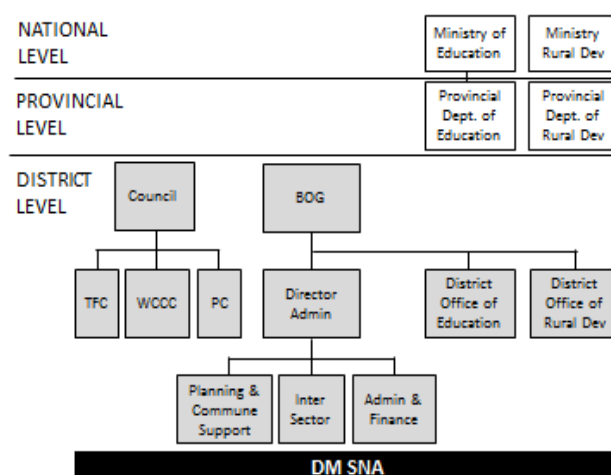 NATIONAL
LEVEL
Ministry of
Education
Ministry
Rural Dev
PROVINCIAL
LEVEL
Provincial
Dept. of
Education
Provincial
Dept. of
Rural Dev
DISTRICT
LEVEL
Council
BOG
TFC
WCCC
PC
Director
Admin
District
Office of
Education
District
Office of
Rural Dev
Planning &
Commune
Support
Inter
Sector
Admin &
Finance
DM SNA